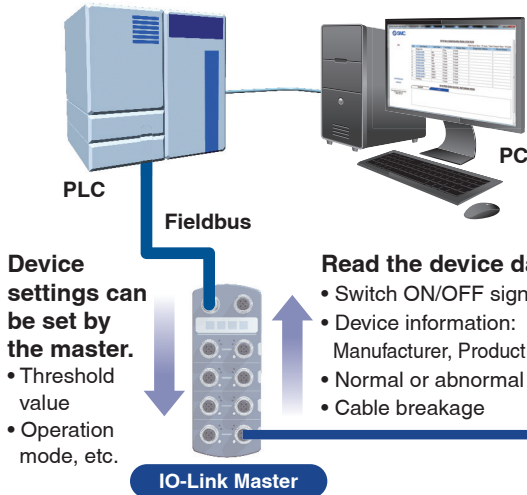 SMC
PC
PLC
Fieldbus
Device
settings can
be set by
the master.
• Threshold
value
• Operation
mode, etc.
Read the device da
• Switch ON/OFF sign
• Device information:
Manufacturer, Product
• Normal or abnormal
• Cable breakage
IO-Link Master